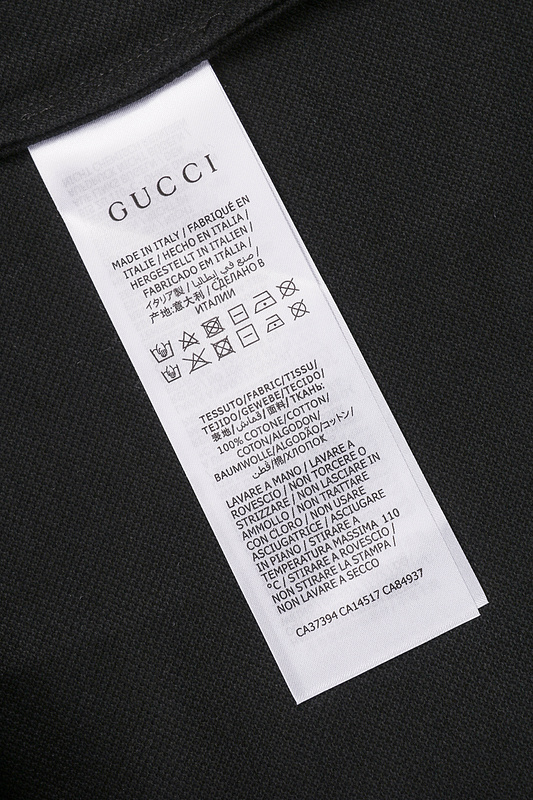 GUCCI
MADE IN ITALY / FABRIQUÉ EN
ITALIE / HECHO EN ITALIA /
HERGESTELLT IN ITALIEN /
FABRICADO EM ITÁLIA /
イタリア製 / صنع في إيطاليا /
产地:意大利 / СДЕЛАНО В
ИТАЛИИ
TESSUTO/FABRIC/TISSU/
TEJIDO/GEWEBE/TECIDO/
表地/قماش/面料/ТКАНЬ:
100% COTONE/COTTON/
COTON/ALGODON/
BAUMWOLLE/ALGODÃO/コットン/
قطن/棉/ХЛОПОК
LAVARE A MANO / LAVARE A
ROVESCIO / NON TORCERE O
STRIZZARE / NON LASCIARE IN
AMMOLLO / NON TRATTARE
CON CLORO / NON USARE
ASCIUGATRICE / ASCIUGARE
IN PIANO / STIRARE A
TEMPERATURA MASSIMA 110
°C / STIRARE A ROVESCIO /
NON STIRARE LA STAMPA /
NON LAVARE A SECCO
CA37394 CA14517 CA84937